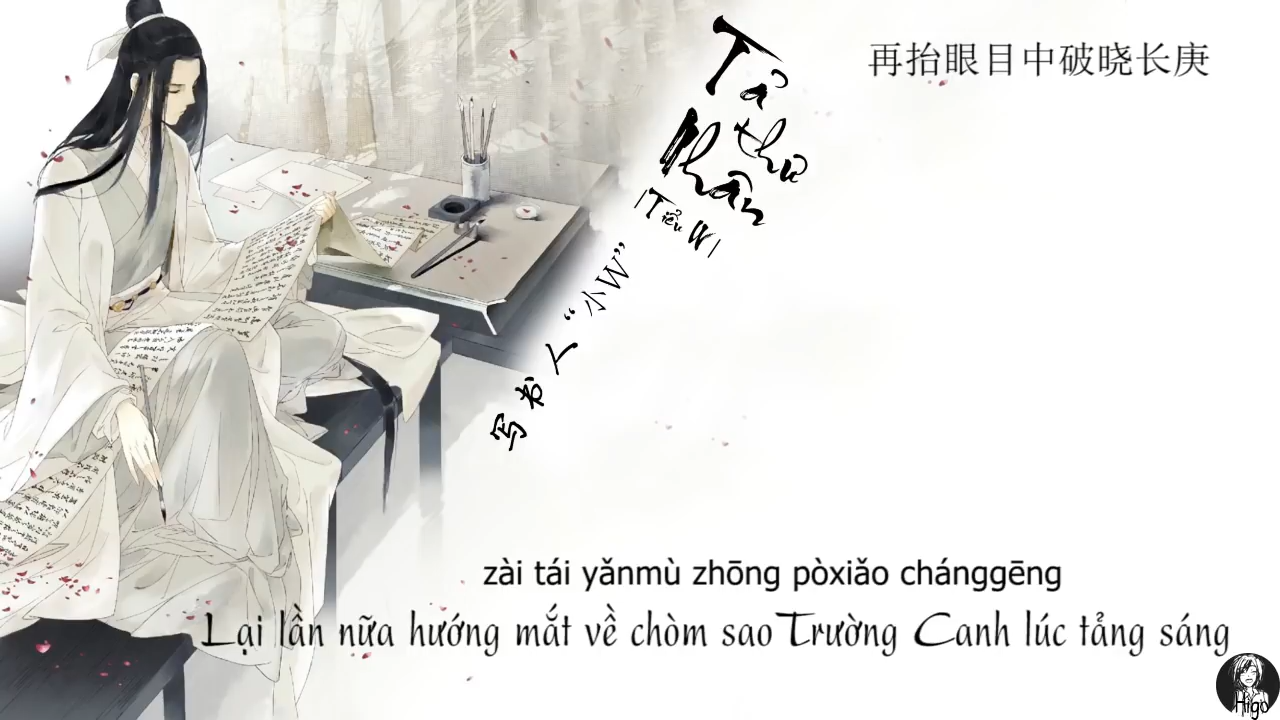 再抬眼目中破晓长庚
Tả
thư
Nhân
|Tiểu W|
写书人“小W”
zài tái yǎnmù zhōng pòxiǎo chánggēng
Lại lần nữa hướng mắt về chòm sao Trường Canh lúc tảng sáng
Higo